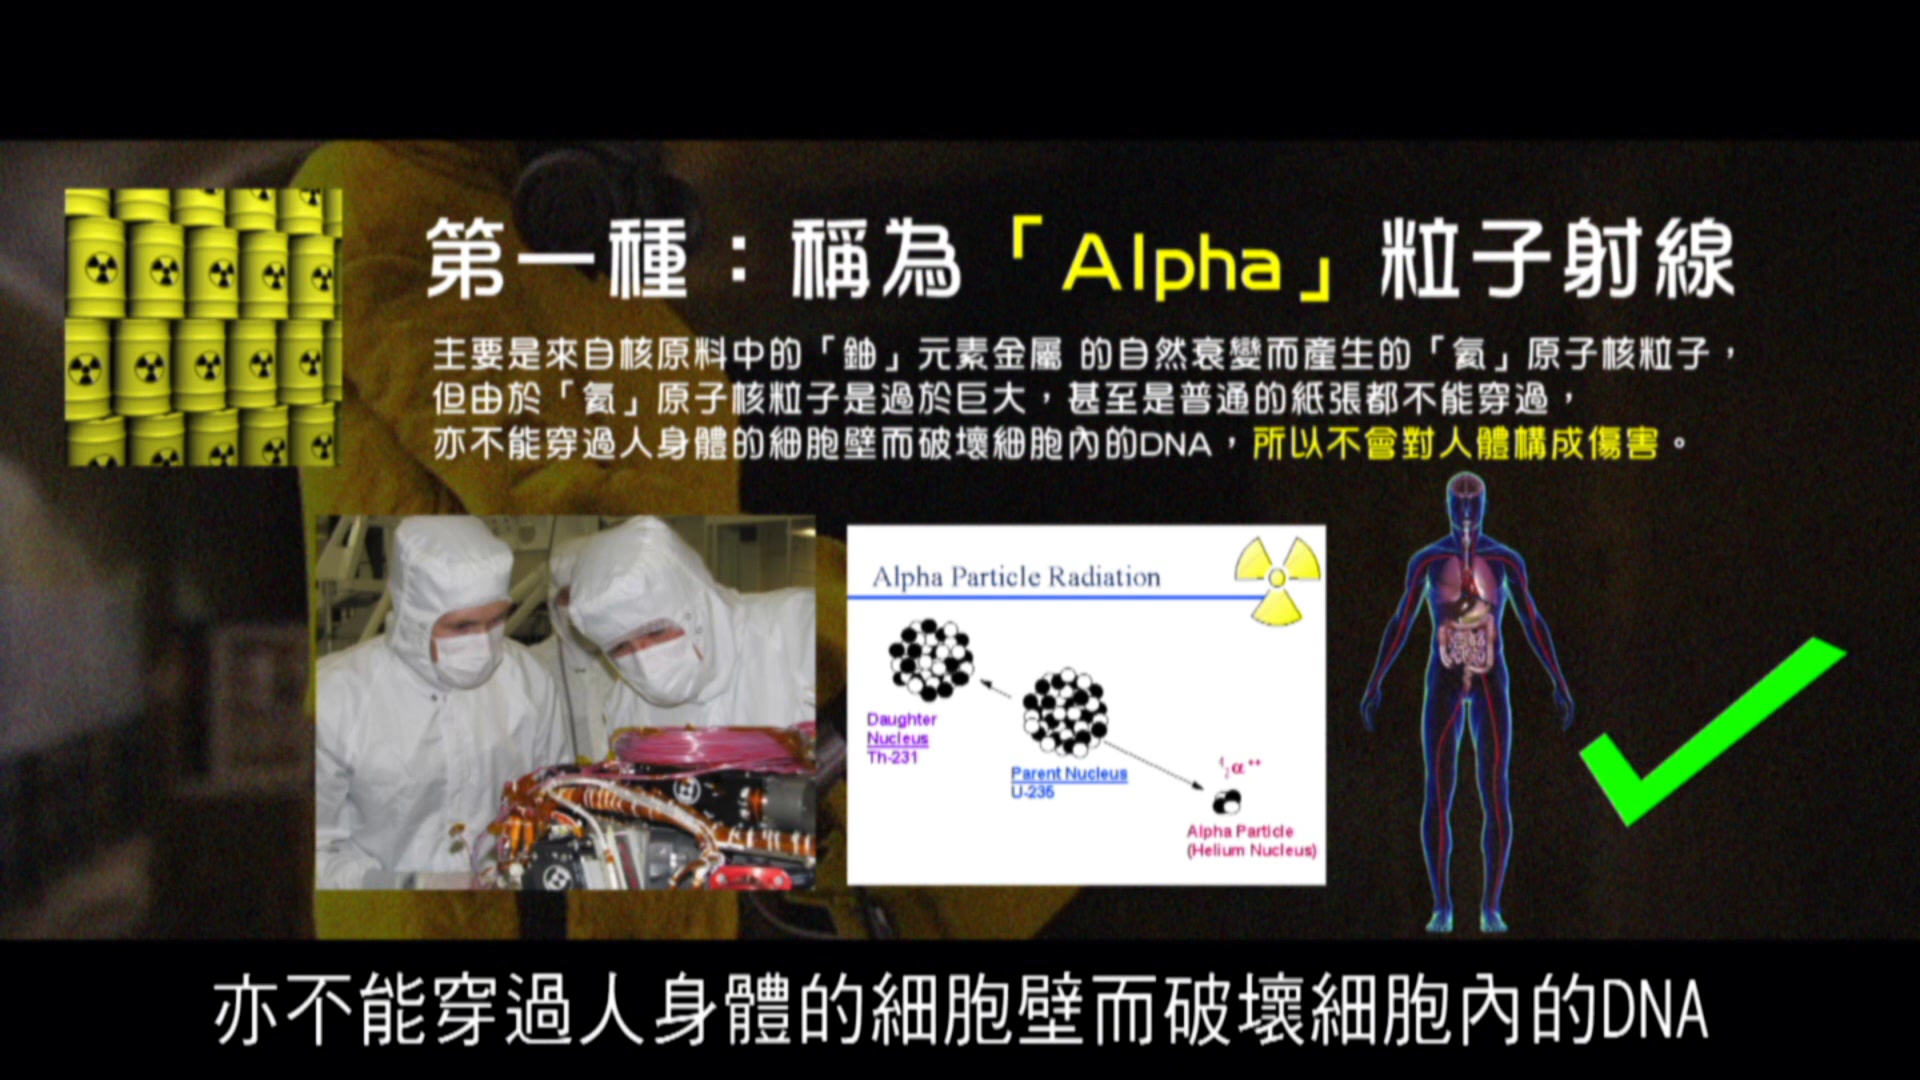 第一種：稱為「Alpha」粒子射線
主要是來自核原料中的「鈾」元素金屬 的自然衰變而產生的「氦」原子核粒子，
但由於「氦」原子核粒子是過於巨大，甚至是普通的紙張都不能穿過，
亦不能穿過人身體的細胞壁而破壞細胞內的DNA，所以不會對人體構成傷害。
Alpha Particle Radiation
Daughter
Nucleus
Th-231
Parent Nucleus
U-235
4 2 α ++
Alpha Particle
(Helium Nucleus)
亦不能穿過人身體的細胞壁而破壞細胞內的DNA